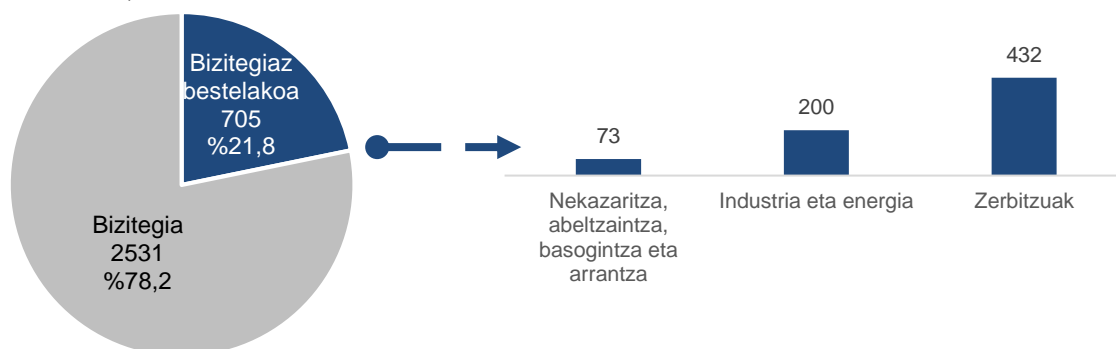 Bizitegiaz
bestelakoa
705
%21,8
Bizitegia
2531
%78,2
73
200
432
Nekazaritza,
abeltzaintza,
basogintza eta
arrantza
Industria eta energia
Zerbitzuak